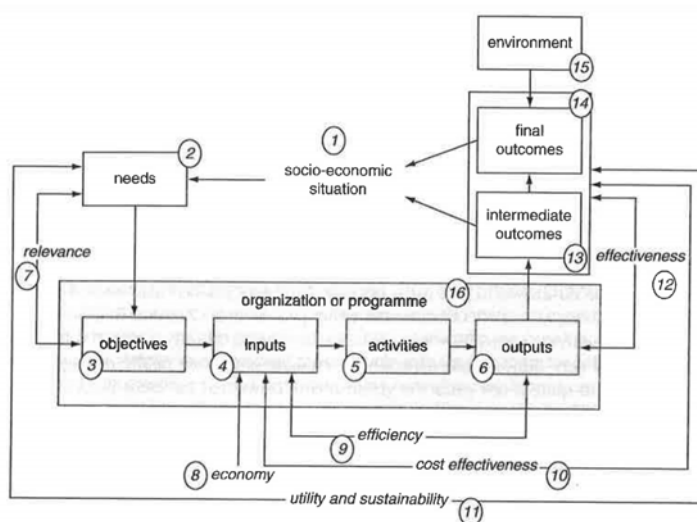 environment
15
14
final
outcomes
1
socio-economic
situation
2
needs
intermediate
outcomes
13
relevance
7
effectiveness
12
16
organization or programme
objectives
inputs
activities
outputs
3
4
5
6
efficiency
9
8
economy
cost effectiveness
10
utility and sustainability
11